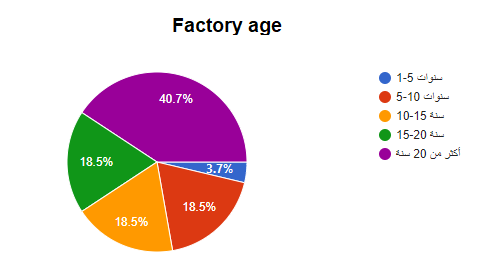 Factory age
40.7%
3.7%
18.5%
18.5%
18.5%
1-5 سنوات
5-10 سنوات
10-15 سنة
15-20 سنة
أكثر من 20 سنة